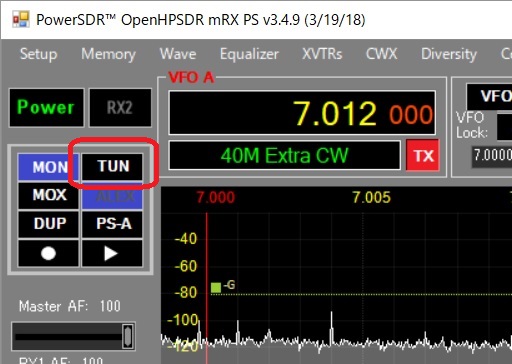 PowerSDR™ OpenHPSDR mRX PS v3.4.9 (3/19/18)
Setup Memory Wave Equalizer XVTRs CWX Diversity
VFO A
Power RX2
7.012 000
VFO
VFO Lock:
40M Extra CW TX
7.0000
MON TUN
MOX
DUP PS-A
7.000 7.005
-40
-60
-80
-G
-100
-120
Master AF: 100
RX1 AF: 100